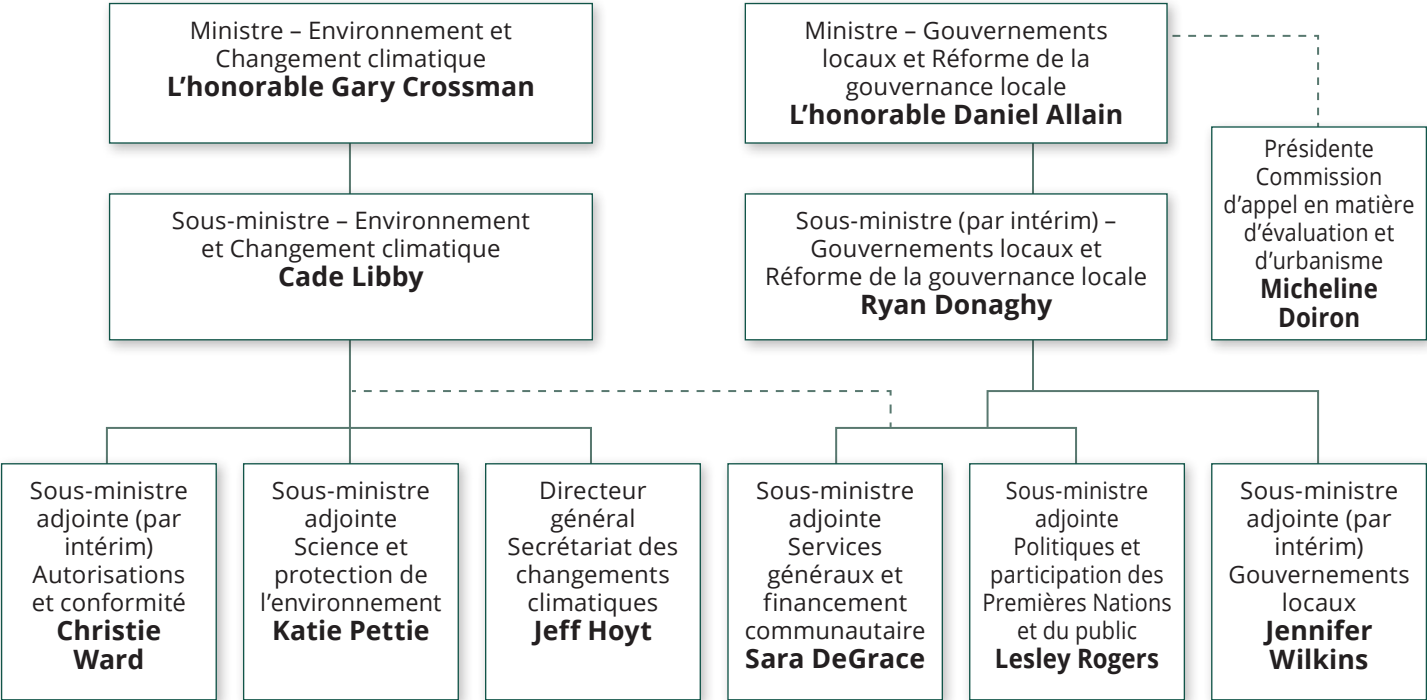 Ministre – Environnement et
Changement climatique
L’honorable Gary Crossman
Ministre – Gouvernements
locaux et Réforme de la
gouvernance locale
L’honorable Daniel Allain
Présidente
Commission
d’appel en matière
d’évaluation et
d’urbanisme
Micheline
Doiron
Sous-ministre – Environnement
et Changement climatique
Cade Libby
Sous-ministre (par intérim) –
Gouvernements locaux et
Réforme de la gouvernance locale
Ryan Donaghy
Sous-ministre
adjointe (par
intérim)
Autorisations
et conformité
Christie
Ward
Sous-ministre
adjointe
Science et
protection de
l’environnement
Katie Pettie
Directeur
général
Secrétariat des
changements
climatiques
Jeff Hoyt
Sous-ministre
adjointe
Services
généraux et
financement
communautaire
Sara DeGrace
Sous-ministre
adjointe
Politiques et
participation des
Premières Nations
et du public
Lesley Rogers
Sous-ministre
adjointe (par
intérim)
Gouvernements
locaux
Jennifer
Wilkins